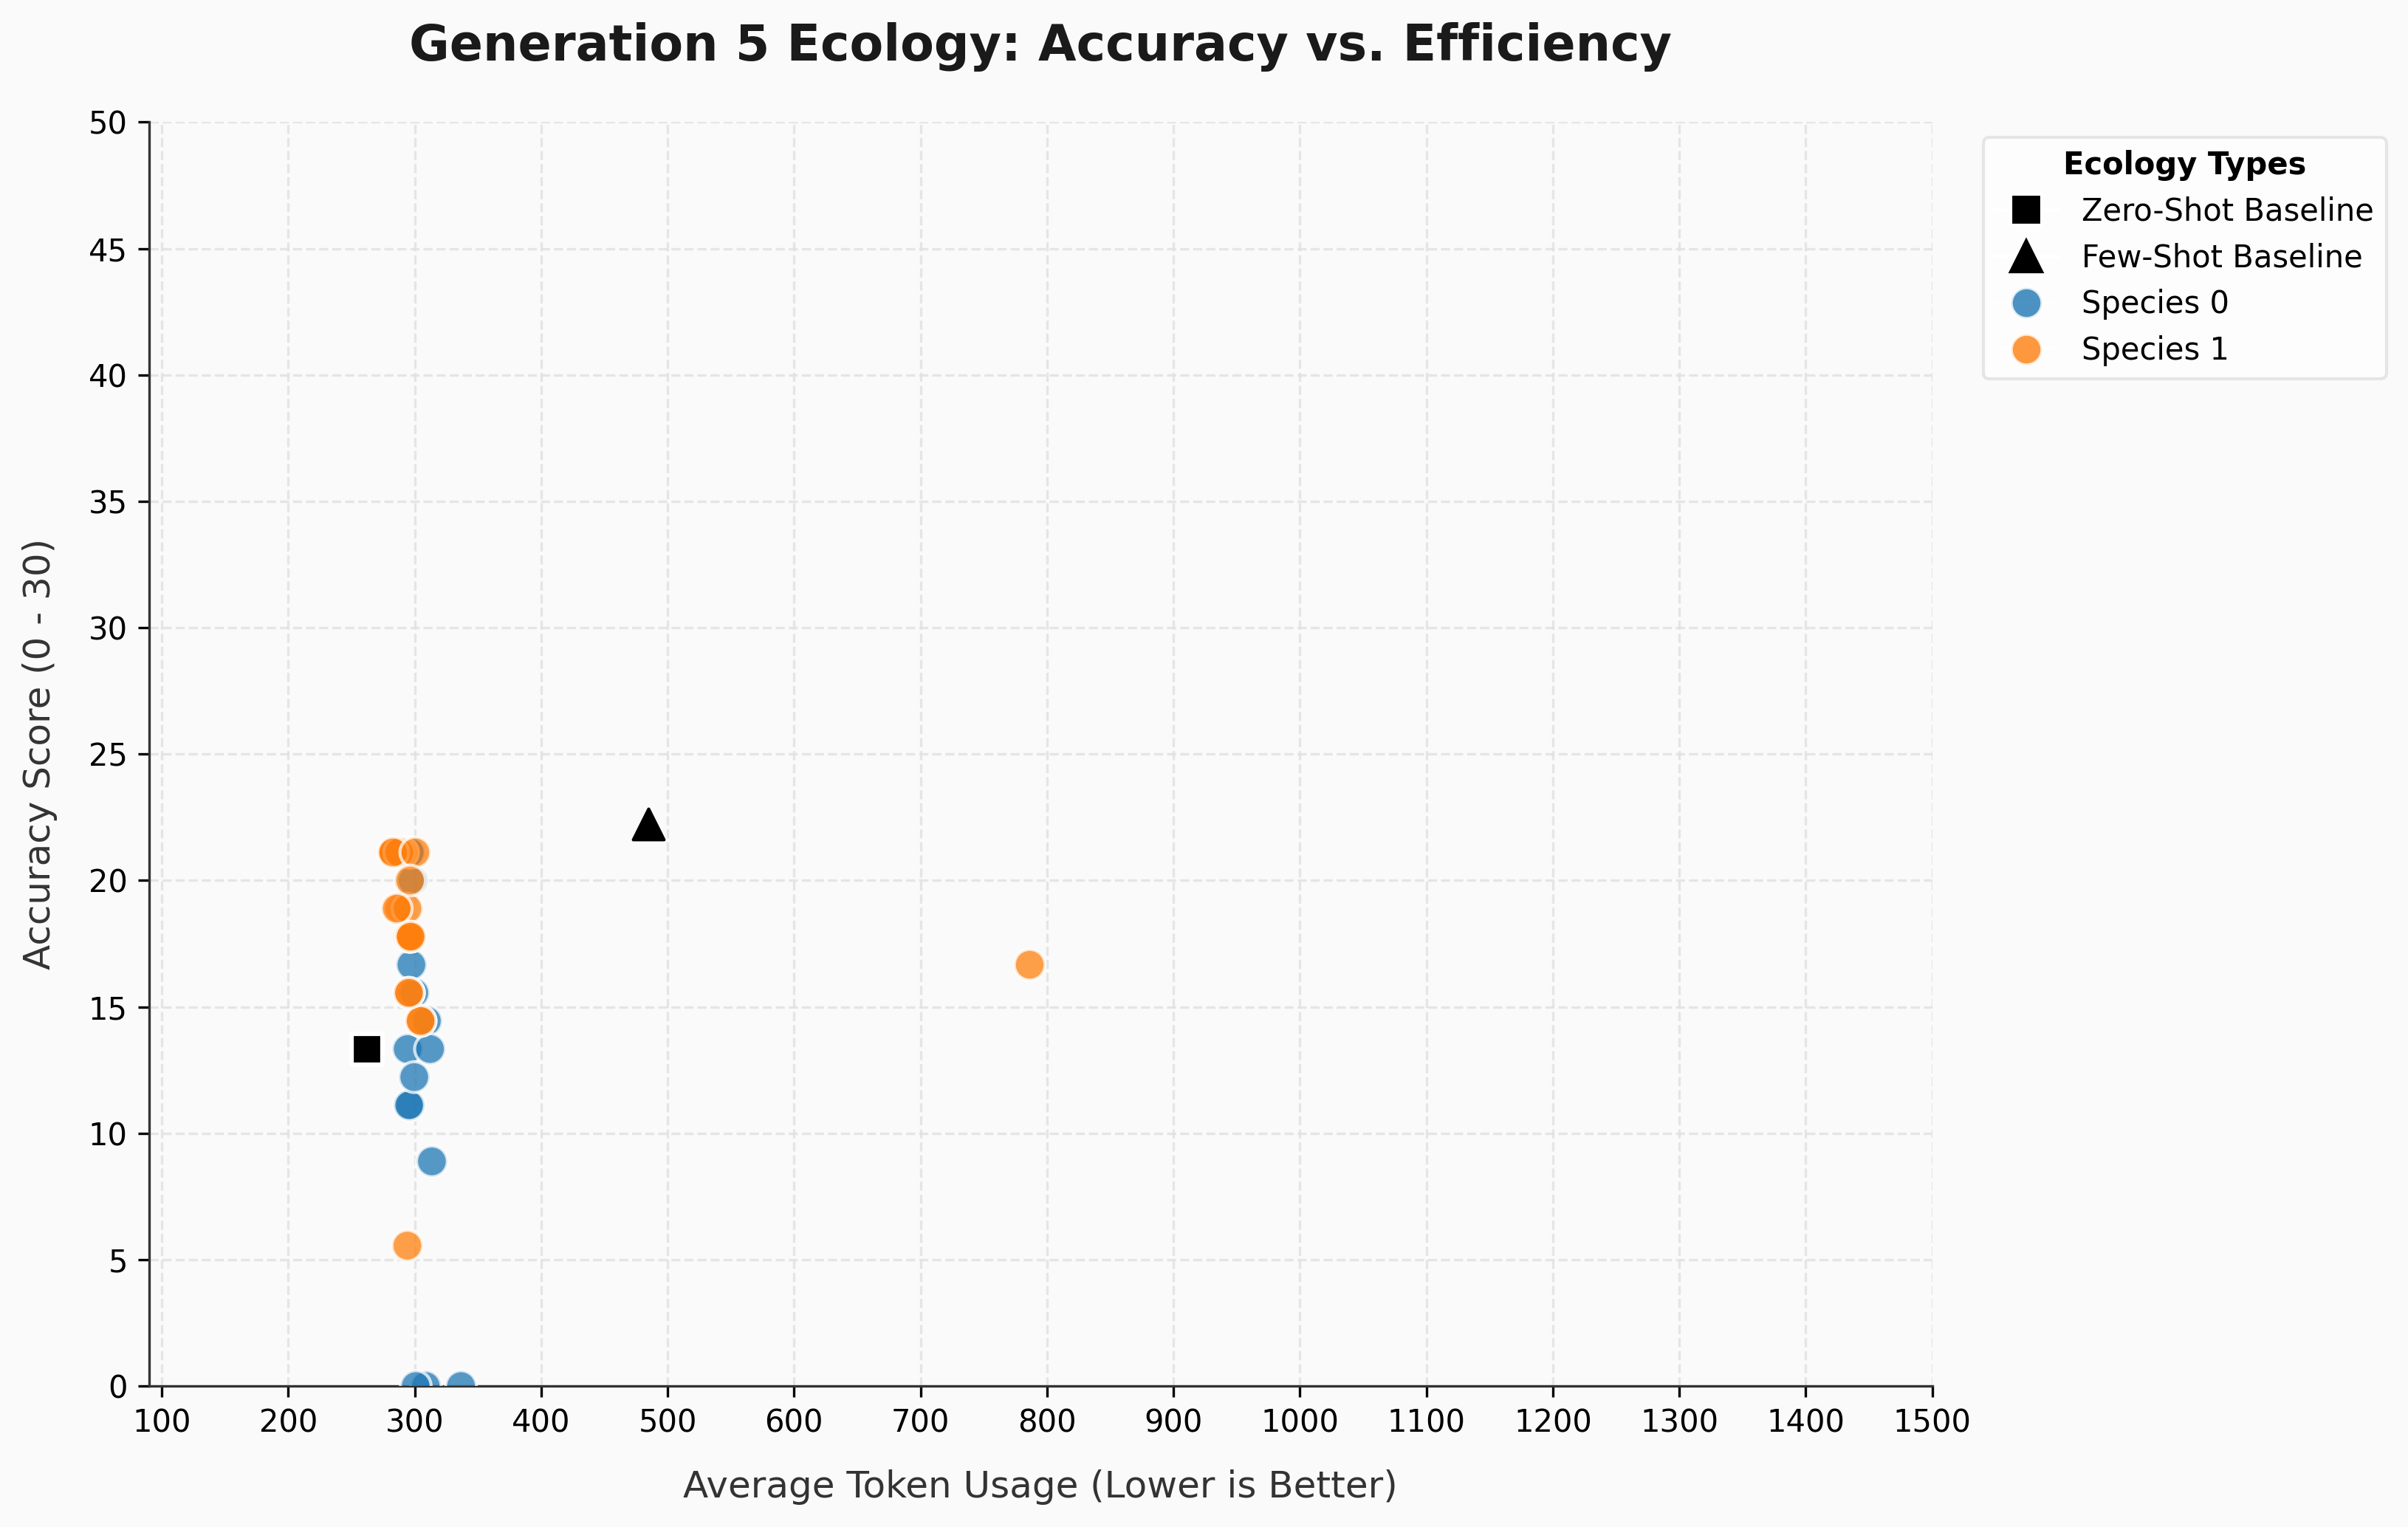 Generation 5 Ecology: Accuracy vs. Efficiency
50
45
40
35
30
25
20
15
10
5
0
Accuracy Score (0 - 30)
100 200 300 400 500 600 700 800 900 1000 1100 1200 1300 1400 1500
Average Token Usage (Lower is Better)
Ecology Types
Zero-Shot Baseline
Few-Shot Baseline
Species 0
Species 1